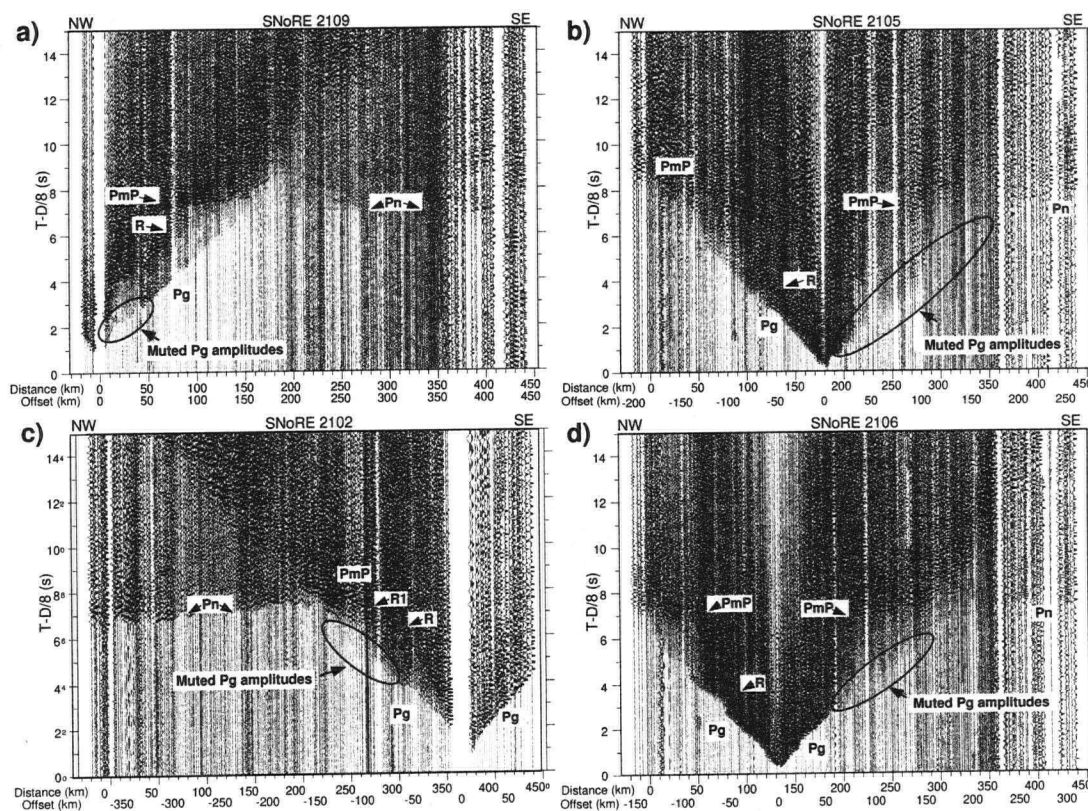 a) NW SNoRE 2109 SE
T-D/8 (s)
14
12
10
8
6
4
2
0
PmP
R
Pn
Pg
Muted Pg amplitudes
Distance (km) 0 50 100 150 200 250 300 350 400 450
Offset (km) 0 50 100 150 200 250 300 350 400 450
b) NW SNoRE 2105 SE
T-D/8 (s)
14
12
10
8
6
4
2
0
PmP
PmP
Pn
R
Pg
Muted Pg amplitudes
0 50 100 150 200 250 300 350 400 450
-200 -150 -100 -50 0 50 100 150 200 250
c) NW SNoRE 2102 SE
T-D/8 (s)
14
12
10
8
6
4
2
0
PmP
Pn
R1
R
Muted Pg amplitudes
Pg
Pg
Distance (km) 0 50 100 150 200 250 300 350 400 450
Offset (km) -350 -300 -250 -200 -150 -100 -50 0 50
d) NW SNoRE 2106 SE
T-D/8 (s)
14
12
10
8
6
4
2
0
PmP
PmP
Pn
R
Muted Pg amplitudes
Pg
Pg
0 50 100 150 200 250 300 350 400 450
-150 -100 -50 0 50 100 150 200 250 300